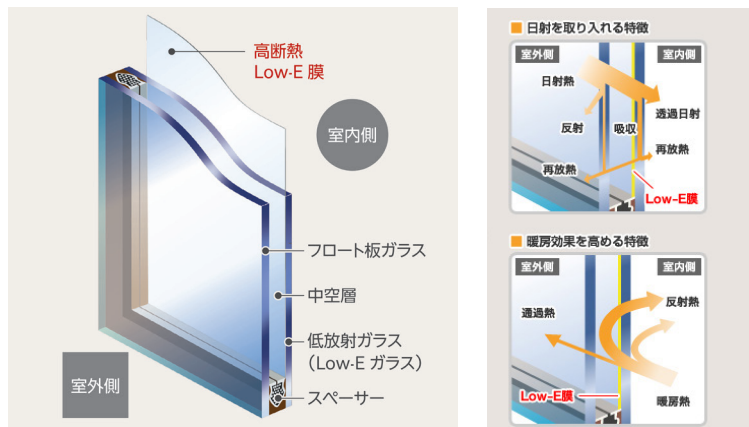 高断熱
Low-E 膜
室内側
フロート板ガラス
中空層
低放射ガラス
（Low-E ガラス）
スペーサー
室外側
日射を取り入れる特徴
室外側
室内側
日射熱
透過日射
反射
吸収
再放熱
再放熱
Low-E膜
暖房効果を高める特徴
室外側
室内側
反射熱
通過熱
Low-E膜
暖房熱